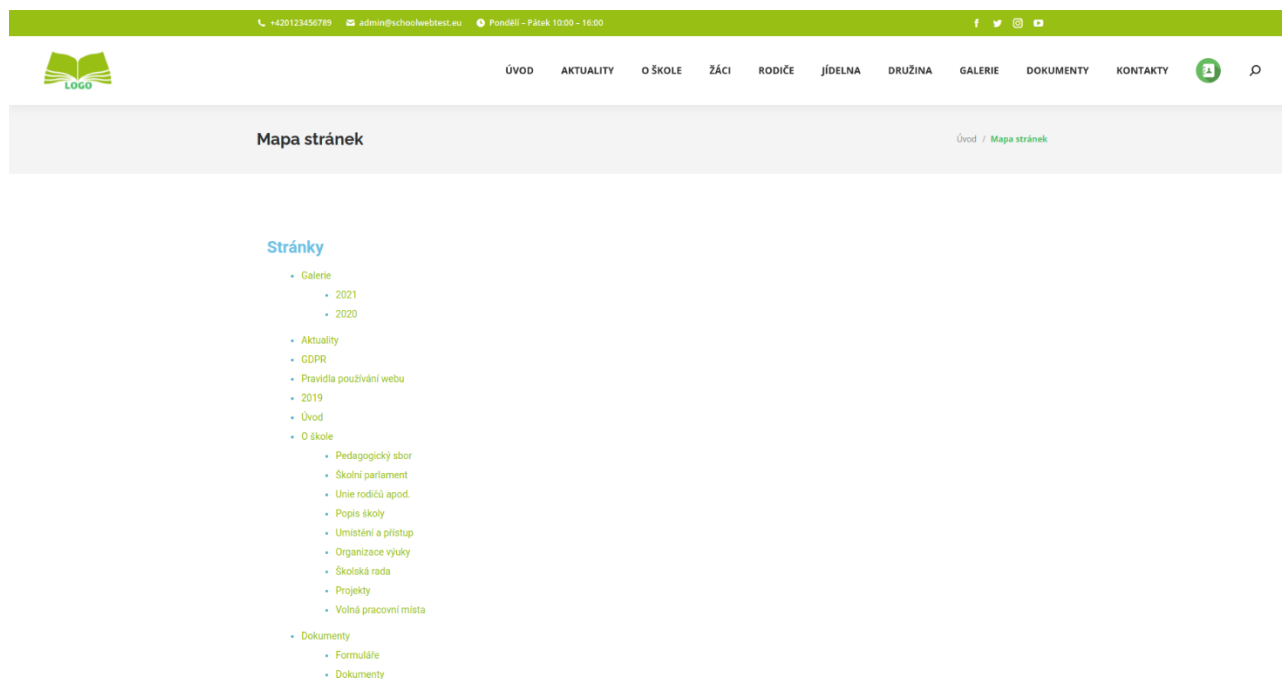 +420123456789 admin@schoolwebtest.eu Pondělí – Pátek 10:00 – 16:00
LOGO
ÚVOD AKTUALITY O ŠKOLE ŽÁCI RODIČE JÍDELNA DRUŽINA GALERIE DOKUMENTY KONTAKTY
Mapa stránek
Úvod / Mapa stránek
Stránky
Galerie
2021
2020
Aktuality
GDPR
Pravidla používání webu
2019
Úvod
O škole
Pedagogický sbor
Školní parlament
Unie rodičů apod.
Popis školy
Umístění a přístup
Organizace výuky
Školská rada
Projekty
Volná pracovní místa
Dokumenty
Formuláře
Dokumenty